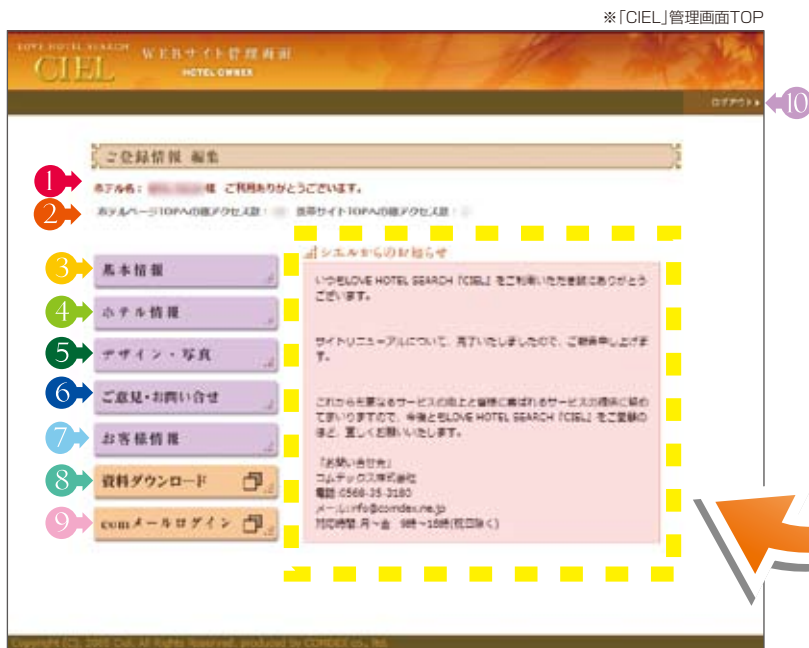 ※「CIEL」管理画面TOP
LOVE HOTEL SEARCH
CIEL
WEBサイト管理画面
HOTEL OWNER
ログアウト
10
ご登録情報 編集
1
ホテル名： 様 ご利用ありがとうございます。
2
ホテルページTOPへの総アクセス数： 携帯サイトTOPへの総アクセス数：
シエルからのお知らせ
3
基本情報
いつもLOVE HOTEL SEARCH「CIEL」をご利用いただき誠にありがとうございます。
4
ホテル情報
サイトリニューアルについて、完了いたしましたので、ご報告申し上げます。
5
デザイン・写真
6
ご意見・お問い合せ
これからも更なるサービスの向上と皆様に喜ばれるサービスの提供に努めてまいりますので、今後ともLOVE HOTEL SEARCH「CIEL」をご愛顧のほど、宜しくお願いいたします。
7
お客様情報
8
資料ダウンロード
「お問い合せ先」
コムデックス株式会社
電話:0568-35-3180
メール:info@comdex.ne.jp
対応時間:月～金 9時～18時(祝日除く)
9
comメールログイン
Copyright (C), 2005 Ciel. All Rights Reserved. produced by COMDEX co., ltd.